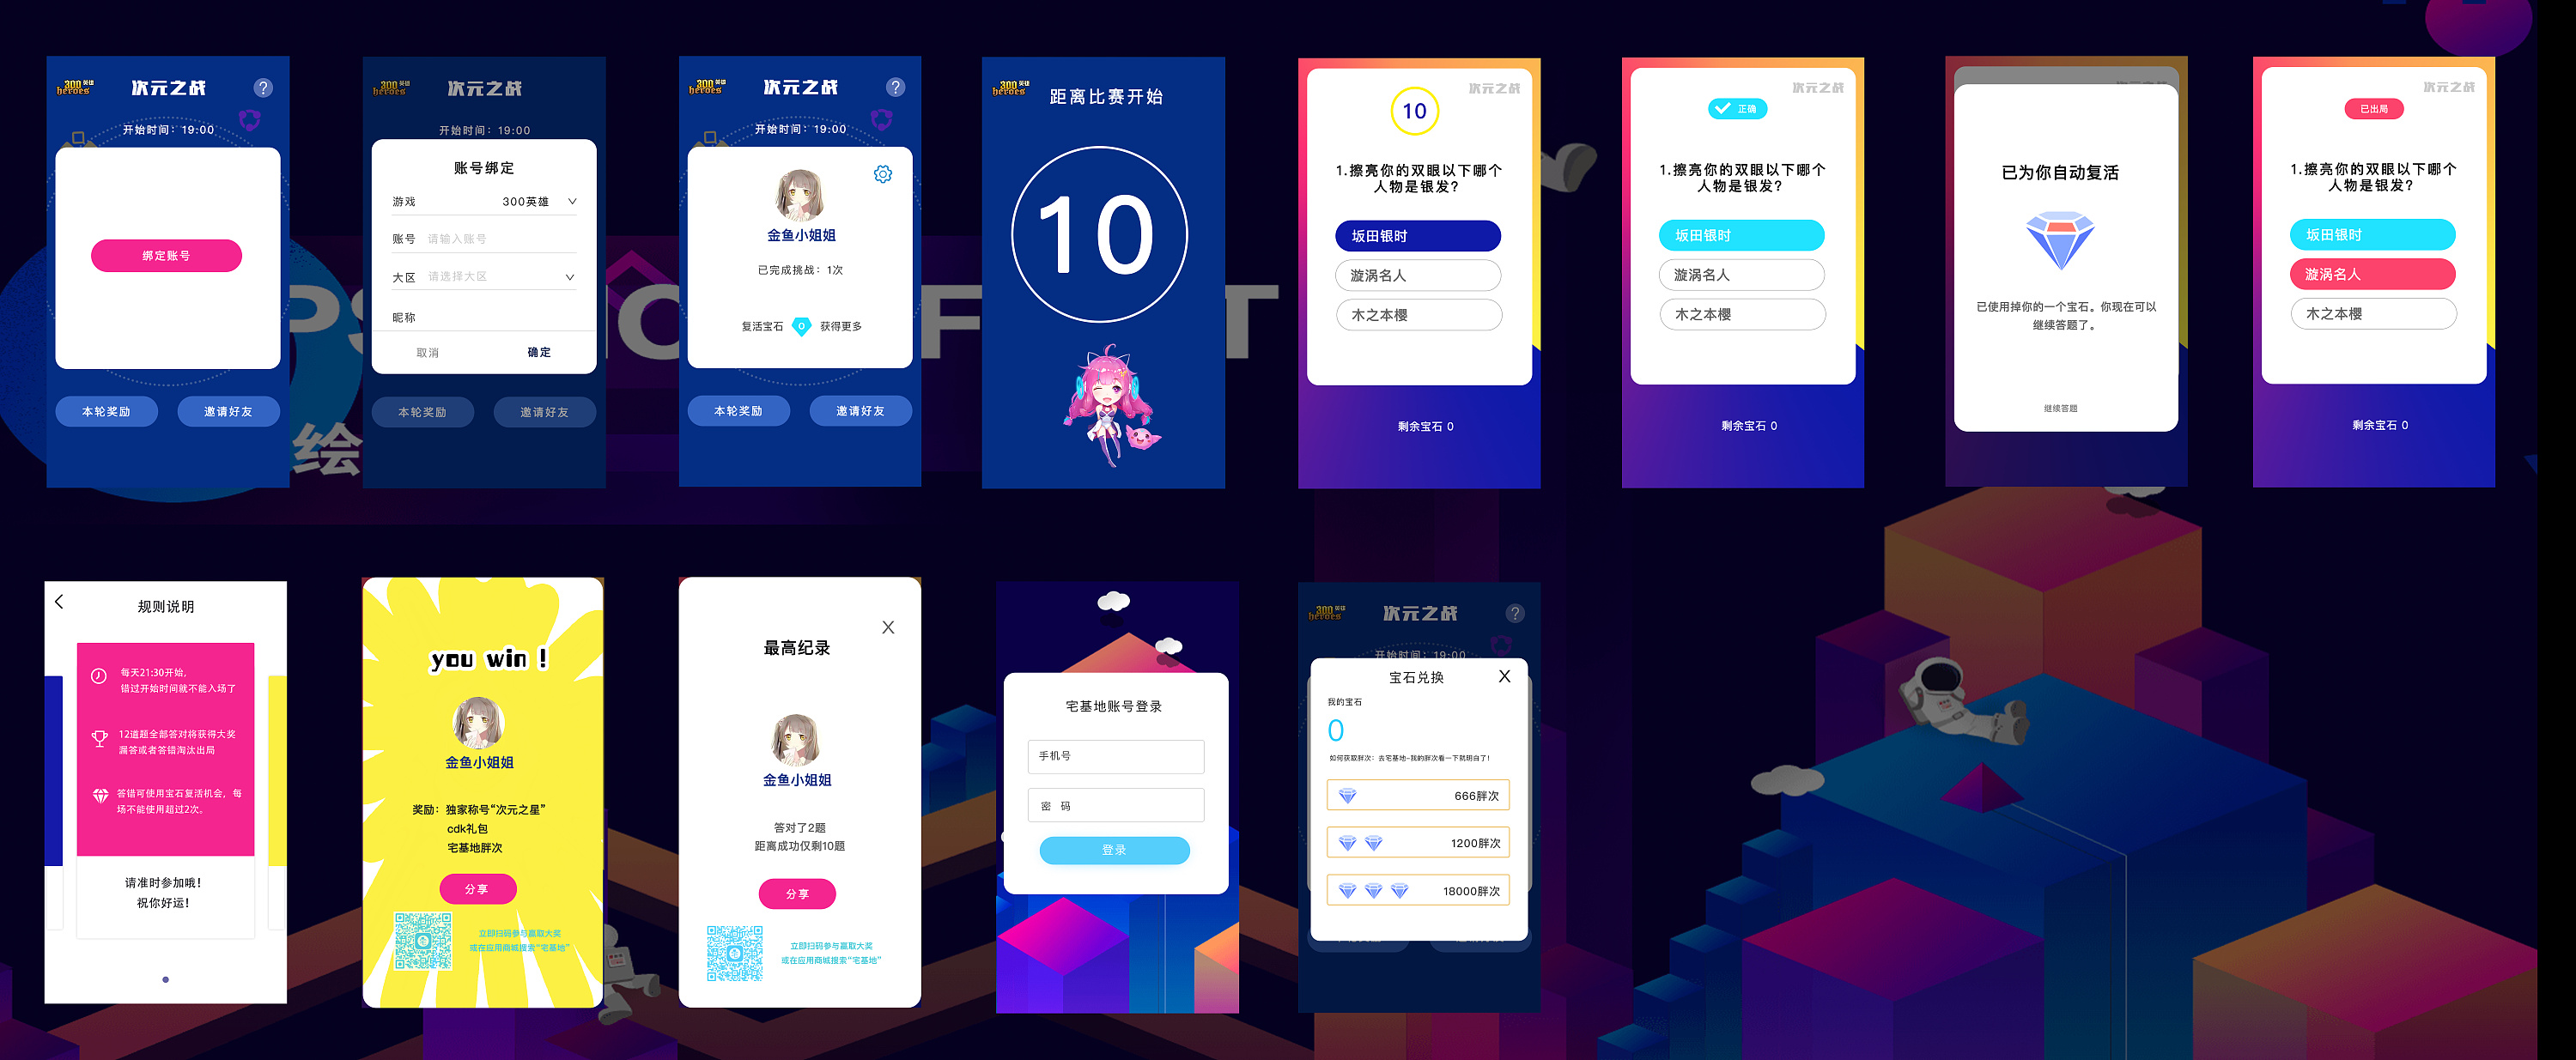 300英雄
heroes
次元之战
?
开始时间：19:00
绑定账号
本轮奖励
邀请好友
300英雄
heroes
次元之战
开始时间：19:00
账号绑定
游戏
300英雄
账号
请输入账号
大区
请选择大区
昵称
取消
确定
本轮奖励
邀请好友
300英雄
heroes
次元之战
?
开始时间：19:00
金鱼小姐姐
已完成挑战：1次
复活宝石
0
获得更多
本轮奖励
邀请好友
300英雄
heroes
距离比赛开始
10
次元之战
10
1.擦亮你的双眼以下哪个
人物是银发?
坂田银时
漩涡名人
木之本樱
剩余宝石 0
次元之战
正确
1.擦亮你的双眼以下哪个
人物是银发?
坂田银时
漩涡名人
木之本樱
剩余宝石 0
已为你自动复活
已使用掉你的一个宝石。你现在可以
继续答题了。
继续答题
次元之战
已出局
1.擦亮你的双眼以下哪个
人物是银发?
坂田银时
漩涡名人
木之本樱
剩余宝石 0
绘
规则说明
每天21:30开始,
错过开始时间就不能入场了
12道题全部答对将获得大奖
漏答或者答错淘汰出局
答错可使用宝石复活机会，每
场不能使用超过2次。
请准时参加哦!
祝你好运!
you win !
金鱼小姐姐
奖励：独家称号“次元之星”
cdk礼包
宅基地胖次
分享
立即扫码参与赢取大奖
或在应用商城搜索“宅基地”
X
最高纪录
金鱼小姐姐
答对了2题
距离成功仅剩10题
分享
立即扫码参与赢取大奖
或在应用商城搜索“宅基地”
宅基地账号登录
手机号
密 码
登录
300英雄
heroes
次元之战
?
开始时间：19:00
宝石兑换
X
我的宝石
0
如何获取胖次：去宅基地-我的胖次看一下就明白了!
666胖次
1200胖次
18000胖次